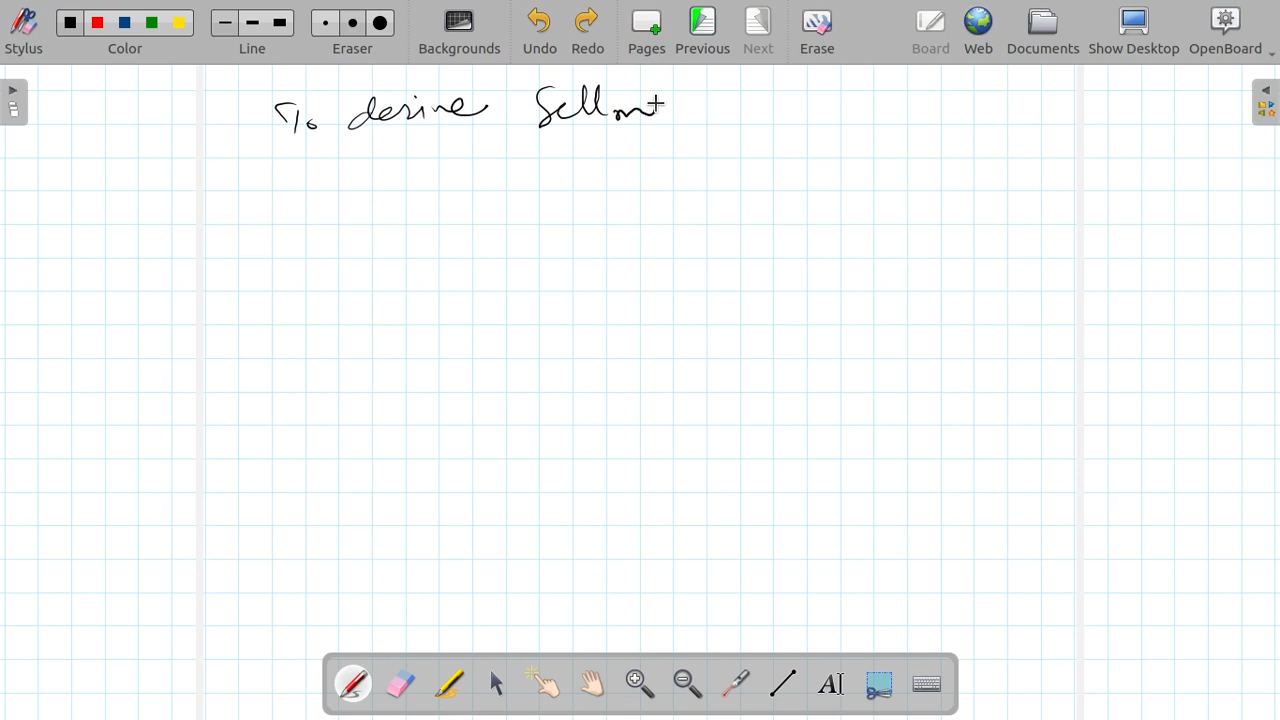 Stylus Color Line Eraser Backgrounds Undo Redo Pages Previous Next Erase Board Web Documents Show Desktop OpenBoard
To derive Sellm